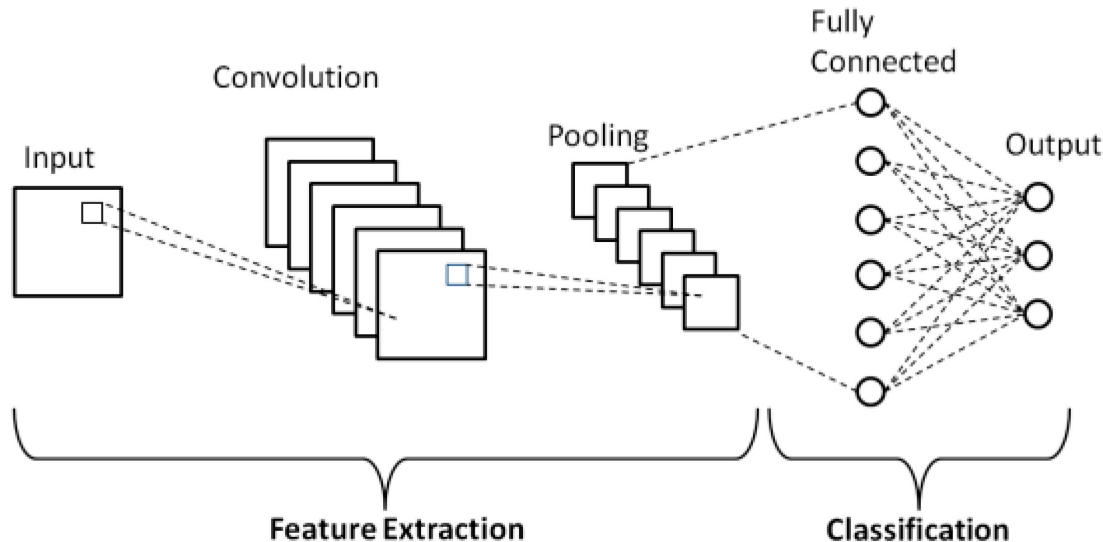 Input
Convolution
Pooling
Fully
Connected
Output
Feature Extraction
Classification